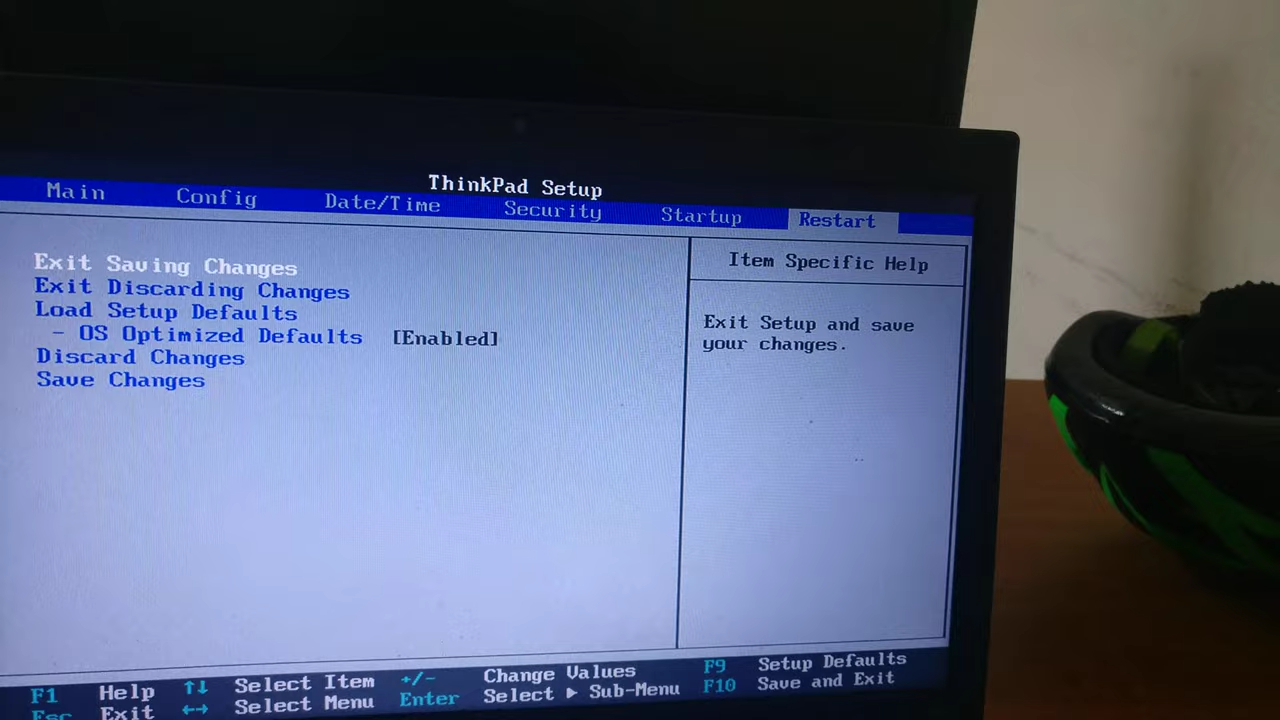 ThinkPad Setup
Main Config Date/Time Security Startup Restart
Exit Saving Changes
Exit Discarding Changes
Load Setup Defaults
- OS Optimized Defaults [Enabled]
Discard Changes
Save Changes
Item Specific Help
Exit Setup and save
your changes.
F1 Help ↑↓ Select Item +/- Change Values F9 Setup Defaults
Esc Exit ←→ Select Menu Enter Select ▶ Sub-Menu F10 Save and Exit